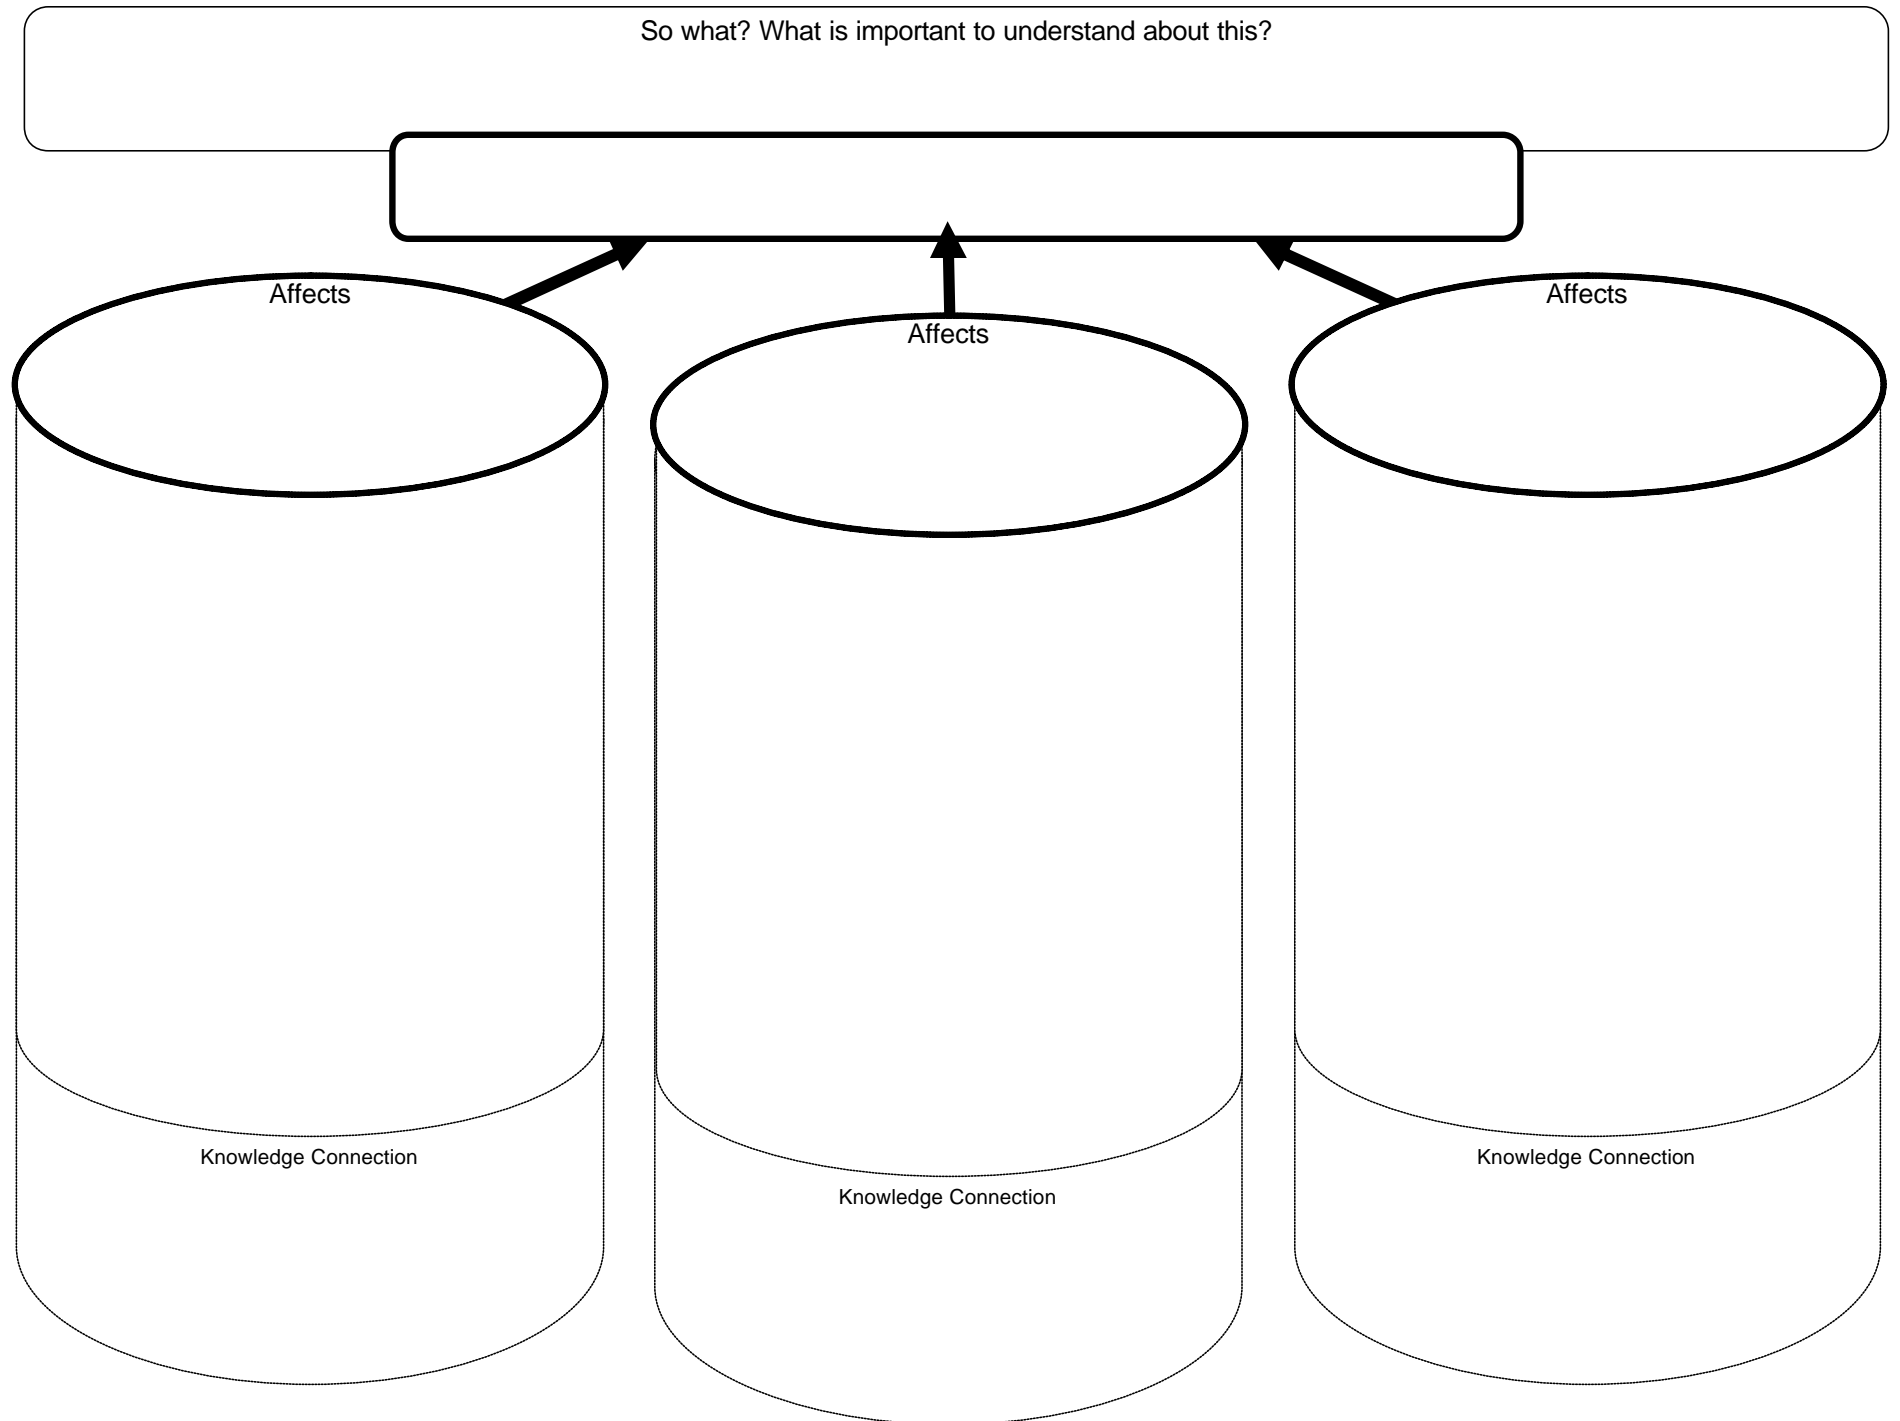 So what? What is important to understand about this?
Affects
Affects
Affects
Knowledge Connection
Knowledge Connection
Knowledge Connection